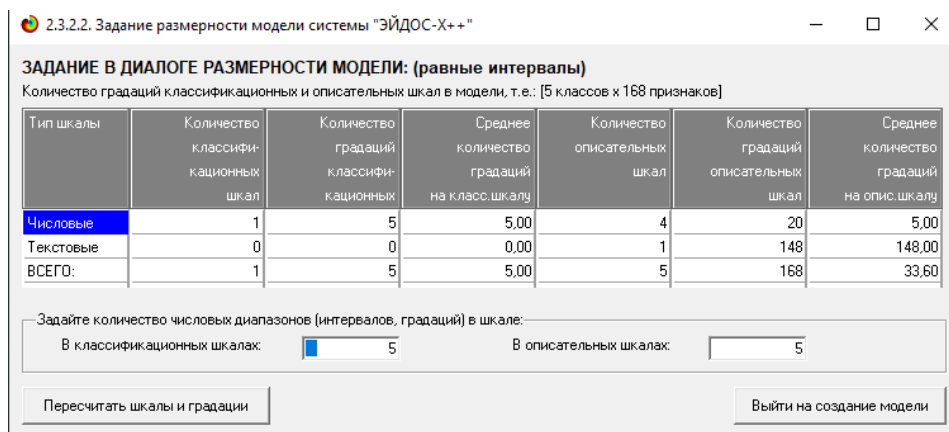 2.3.2.2. Задание размерности модели системы "ЭЙДОС-X++"
ЗАДАНИЕ В ДИАЛОГЕ РАЗМЕРНОСТИ МОДЕЛИ: (равные интервалы)
Количество градаций классификационных и описательных шкал в модели, т.е.: [5 классов x 168 признаков]
Тип шкалы Количество Количество Среднее Количество Количество Среднее
классифи- градаций количество описательных градаций количество
кационных классифи- градаций шкал описательных градаций
шкал кационных на класс.шкалу шкал на опис.шкалу
Числовые 1 5 5,00 4 20 5,00
Текстовые 0 0 0,00 1 148 148,00
ВСЕГО: 1 5 5,00 5 168 33,60
Задайте количество числовых диапазонов (интервалов, градаций) в шкале:
В классификационных шкалах: 5 В описательных шкалах: 5
Пересчитать шкалы и градации Выйти на создание модели